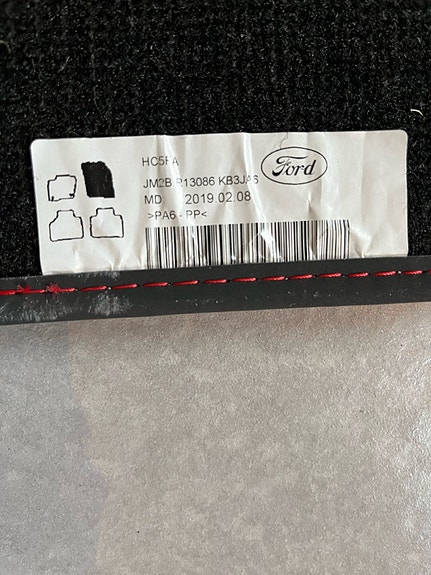 HC5FA
Ford
JM2B R13086 KB3JA6
MD 2019.02.08
>PA6 - PP<